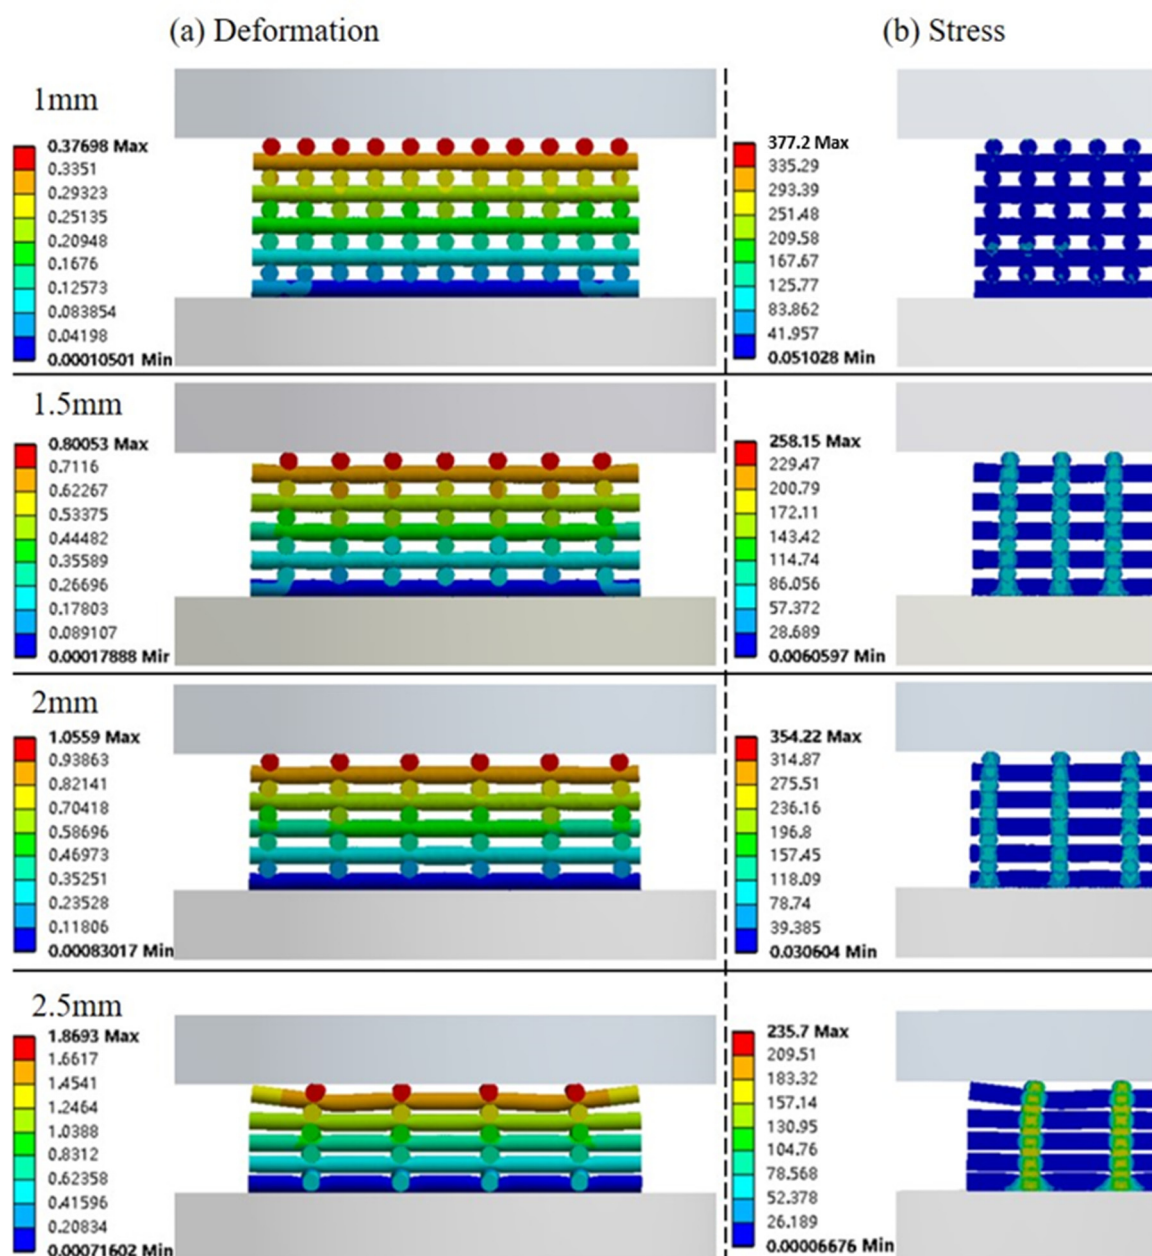 (a) Deformation
(b) Stress
1mm
0.37698 Max
0.3351
0.29323
0.25135
0.20948
0.1676
0.12573
0.083854
0.04198
0.00010501 Min
377.2 Max
335.29
293.39
251.48
209.58
167.67
125.77
83.862
41.957
0.051028 Min
1.5mm
0.80053 Max
0.7116
0.62267
0.53375
0.44482
0.35589
0.26696
0.17803
0.089107
0.00017888 Mir
258.15 Max
229.47
200.79
172.11
143.42
114.74
86.056
57.372
28.689
0.0060597 Min
2mm
1.0559 Max
0.93863
0.82141
0.70418
0.58696
0.46973
0.35251
0.23528
0.11806
0.00083017 Min
354.22 Max
314.87
275.51
236.16
196.8
157.45
118.09
78.74
39.385
0.030604 Min
2.5mm
1.8693 Max
1.6617
1.4541
1.2464
1.0388
0.8312
0.62358
0.41596
0.20834
0.00071602 Min
235.7 Max
209.51
183.32
157.14
130.95
104.76
78.568
52.378
26.189
0.00006676 Min